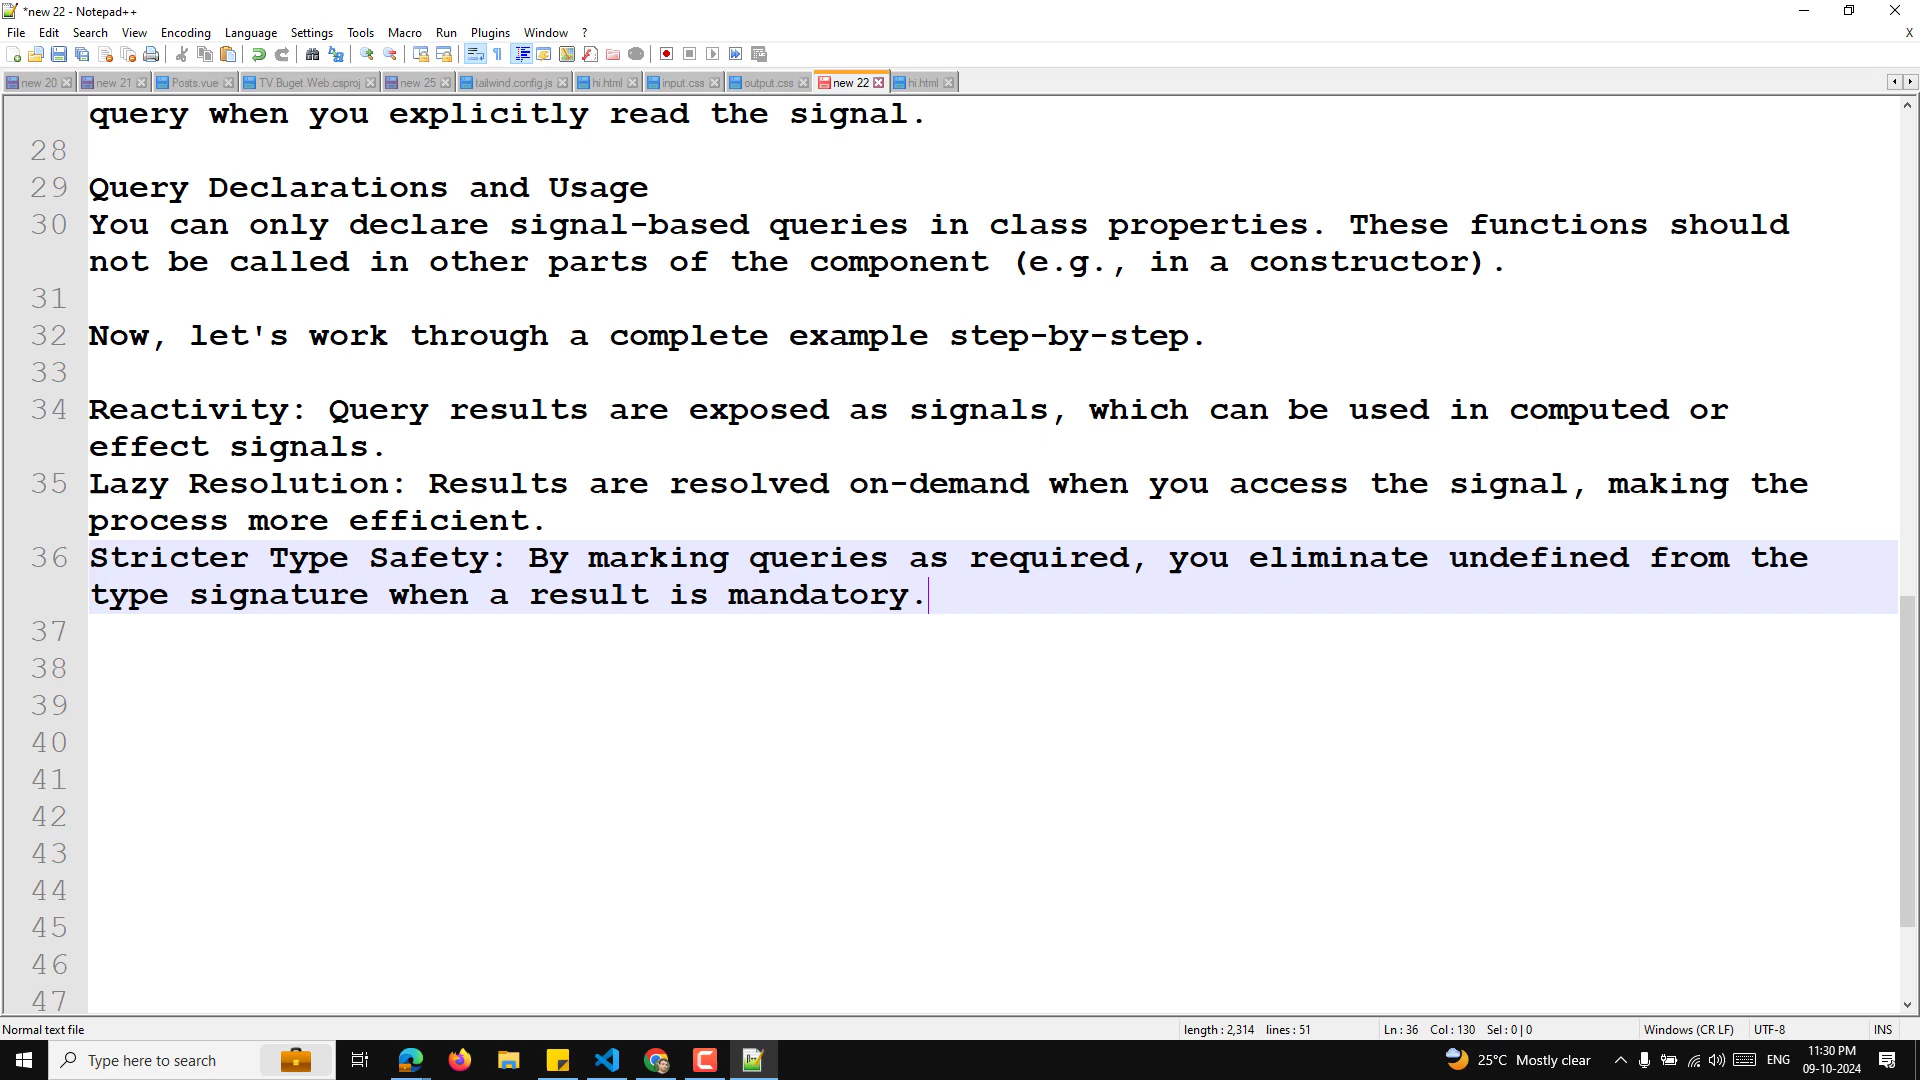 *new 22 - Notepad++
File Edit Search View Encoding Language Settings Tools Macro Run Plugins Window ? X
new 20 new 21 Posts.vue TV.Buget.Web.csproj new 25 tailwind.config.js hi.html input.css output.css new 22 hi.html
query when you explicitly read the signal.
28
29 Query Declarations and Usage
30 You can only declare signal-based queries in class properties. These functions should
not be called in other parts of the component (e.g., in a constructor).
31
32 Now, let's work through a complete example step-by-step.
33
34 Reactivity: Query results are exposed as signals, which can be used in computed or
effect signals.
35 Lazy Resolution: Results are resolved on-demand when you access the signal, making the
process more efficient.
36 Stricter Type Safety: By marking queries as required, you eliminate undefined from the
type signature when a result is mandatory.
37
38
39
40
41
42
43
44
45
46
47
Normal text file length : 2,314 lines : 51 Ln : 36 Col : 130 Sel : 0 | 0 Windows (CR LF) UTF-8 INS
Type here to search 25°C Mostly clear ENG 11:30 PM
09-10-2024